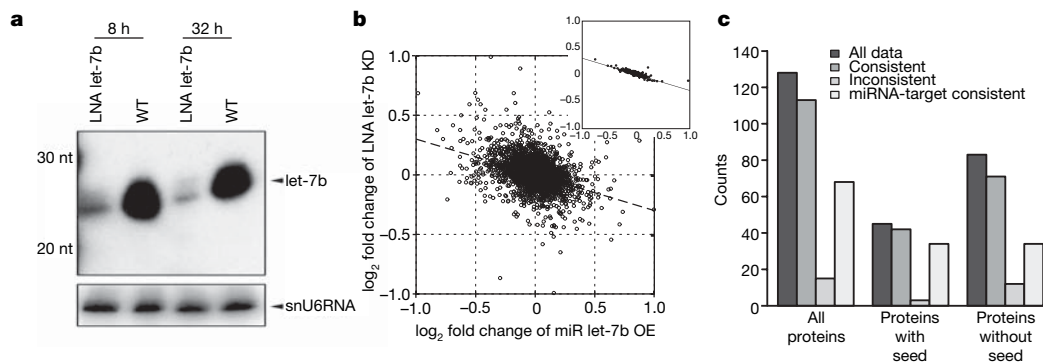 a
8 h
32 h
LNA let-7b
WT
LNA let-7b
WT
30 nt
20 nt
let-7b
snU6RNA
b
log2 fold change of LNA let-7b KD
1.0
0.5
0
−0.5
−1.0
−1.0
−0.5
0
0.5
1.0
log2 fold change of miR let-7b OE
1.0
0.5
0
−0.5
−1.0
−1.0
−0.5
0
0.5
1.0
c
Counts
140
120
100
80
60
40
20
0
All data
Consistent
Inconsistent
miRNA-target consistent
All
proteins
Proteins
with
seed
Proteins
without seed